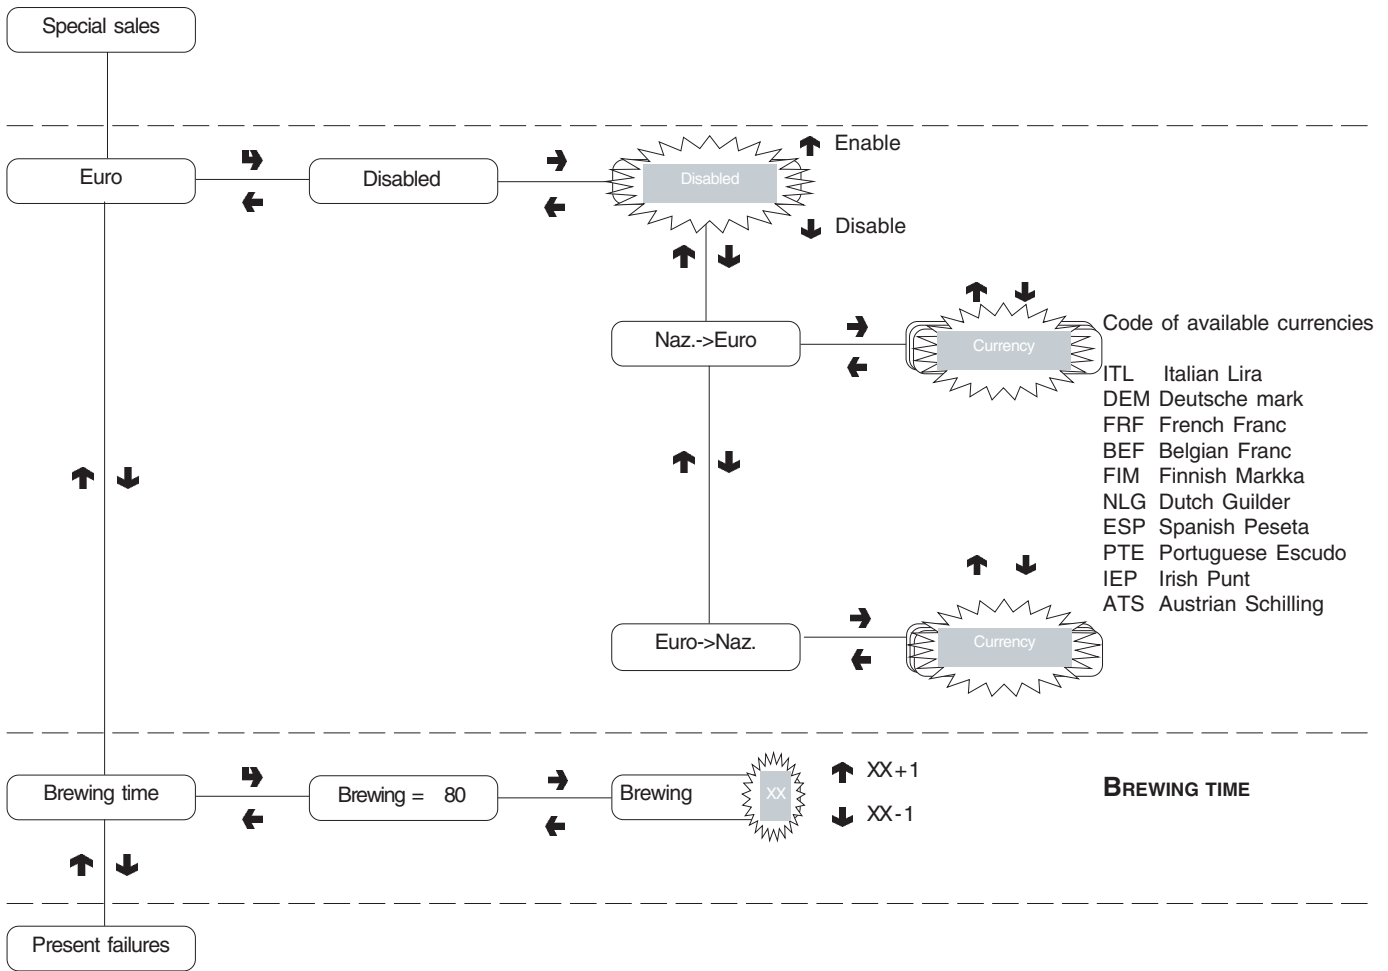 Special sales
Euro
Disabled
Disabled
Enable
Disable
Naz.->Euro
Currency
Code of available currencies
ITL Italian Lira
DEM Deutsche mark
FRF French Franc
BEF Belgian Franc
FIM Finnish Markka
NLG Dutch Guilder
ESP Spanish Peseta
PTE Portuguese Escudo
IEP Irish Punt
ATS Austrian Schilling
Euro->Naz.
Currency
Brewing time
Brewing = 80
Brewing XX
XX+1
XX-1
BREWING TIME
Present failures